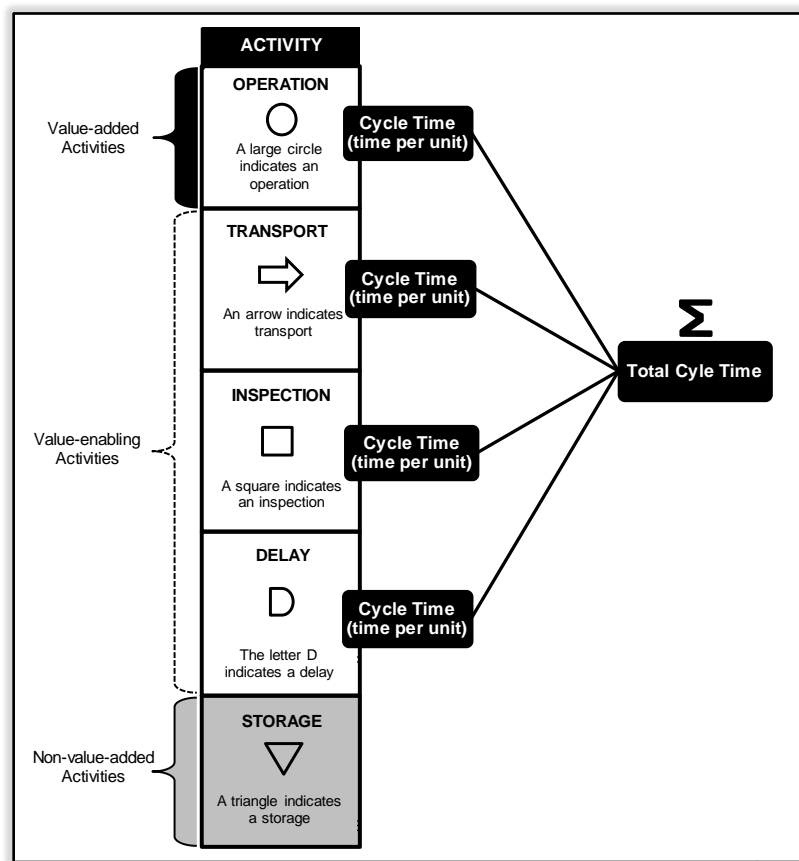 ACTIVITY
OPERATION
A large circle
indicates an
operation
Value-added
Activities
Cycle Time
(time per unit)
TRANSPORT
An arrow indicates
transport
Cycle Time
(time per unit)
Σ
Total Cyle Time
INSPECTION
A square indicates
an inspection
Value-enabling
Activities
Cycle Time
(time per unit)
DELAY
The letter D
indicates a delay
Cycle Time
(time per unit)
STORAGE
A triangle indicates
a storage
Non-value-added
Activities